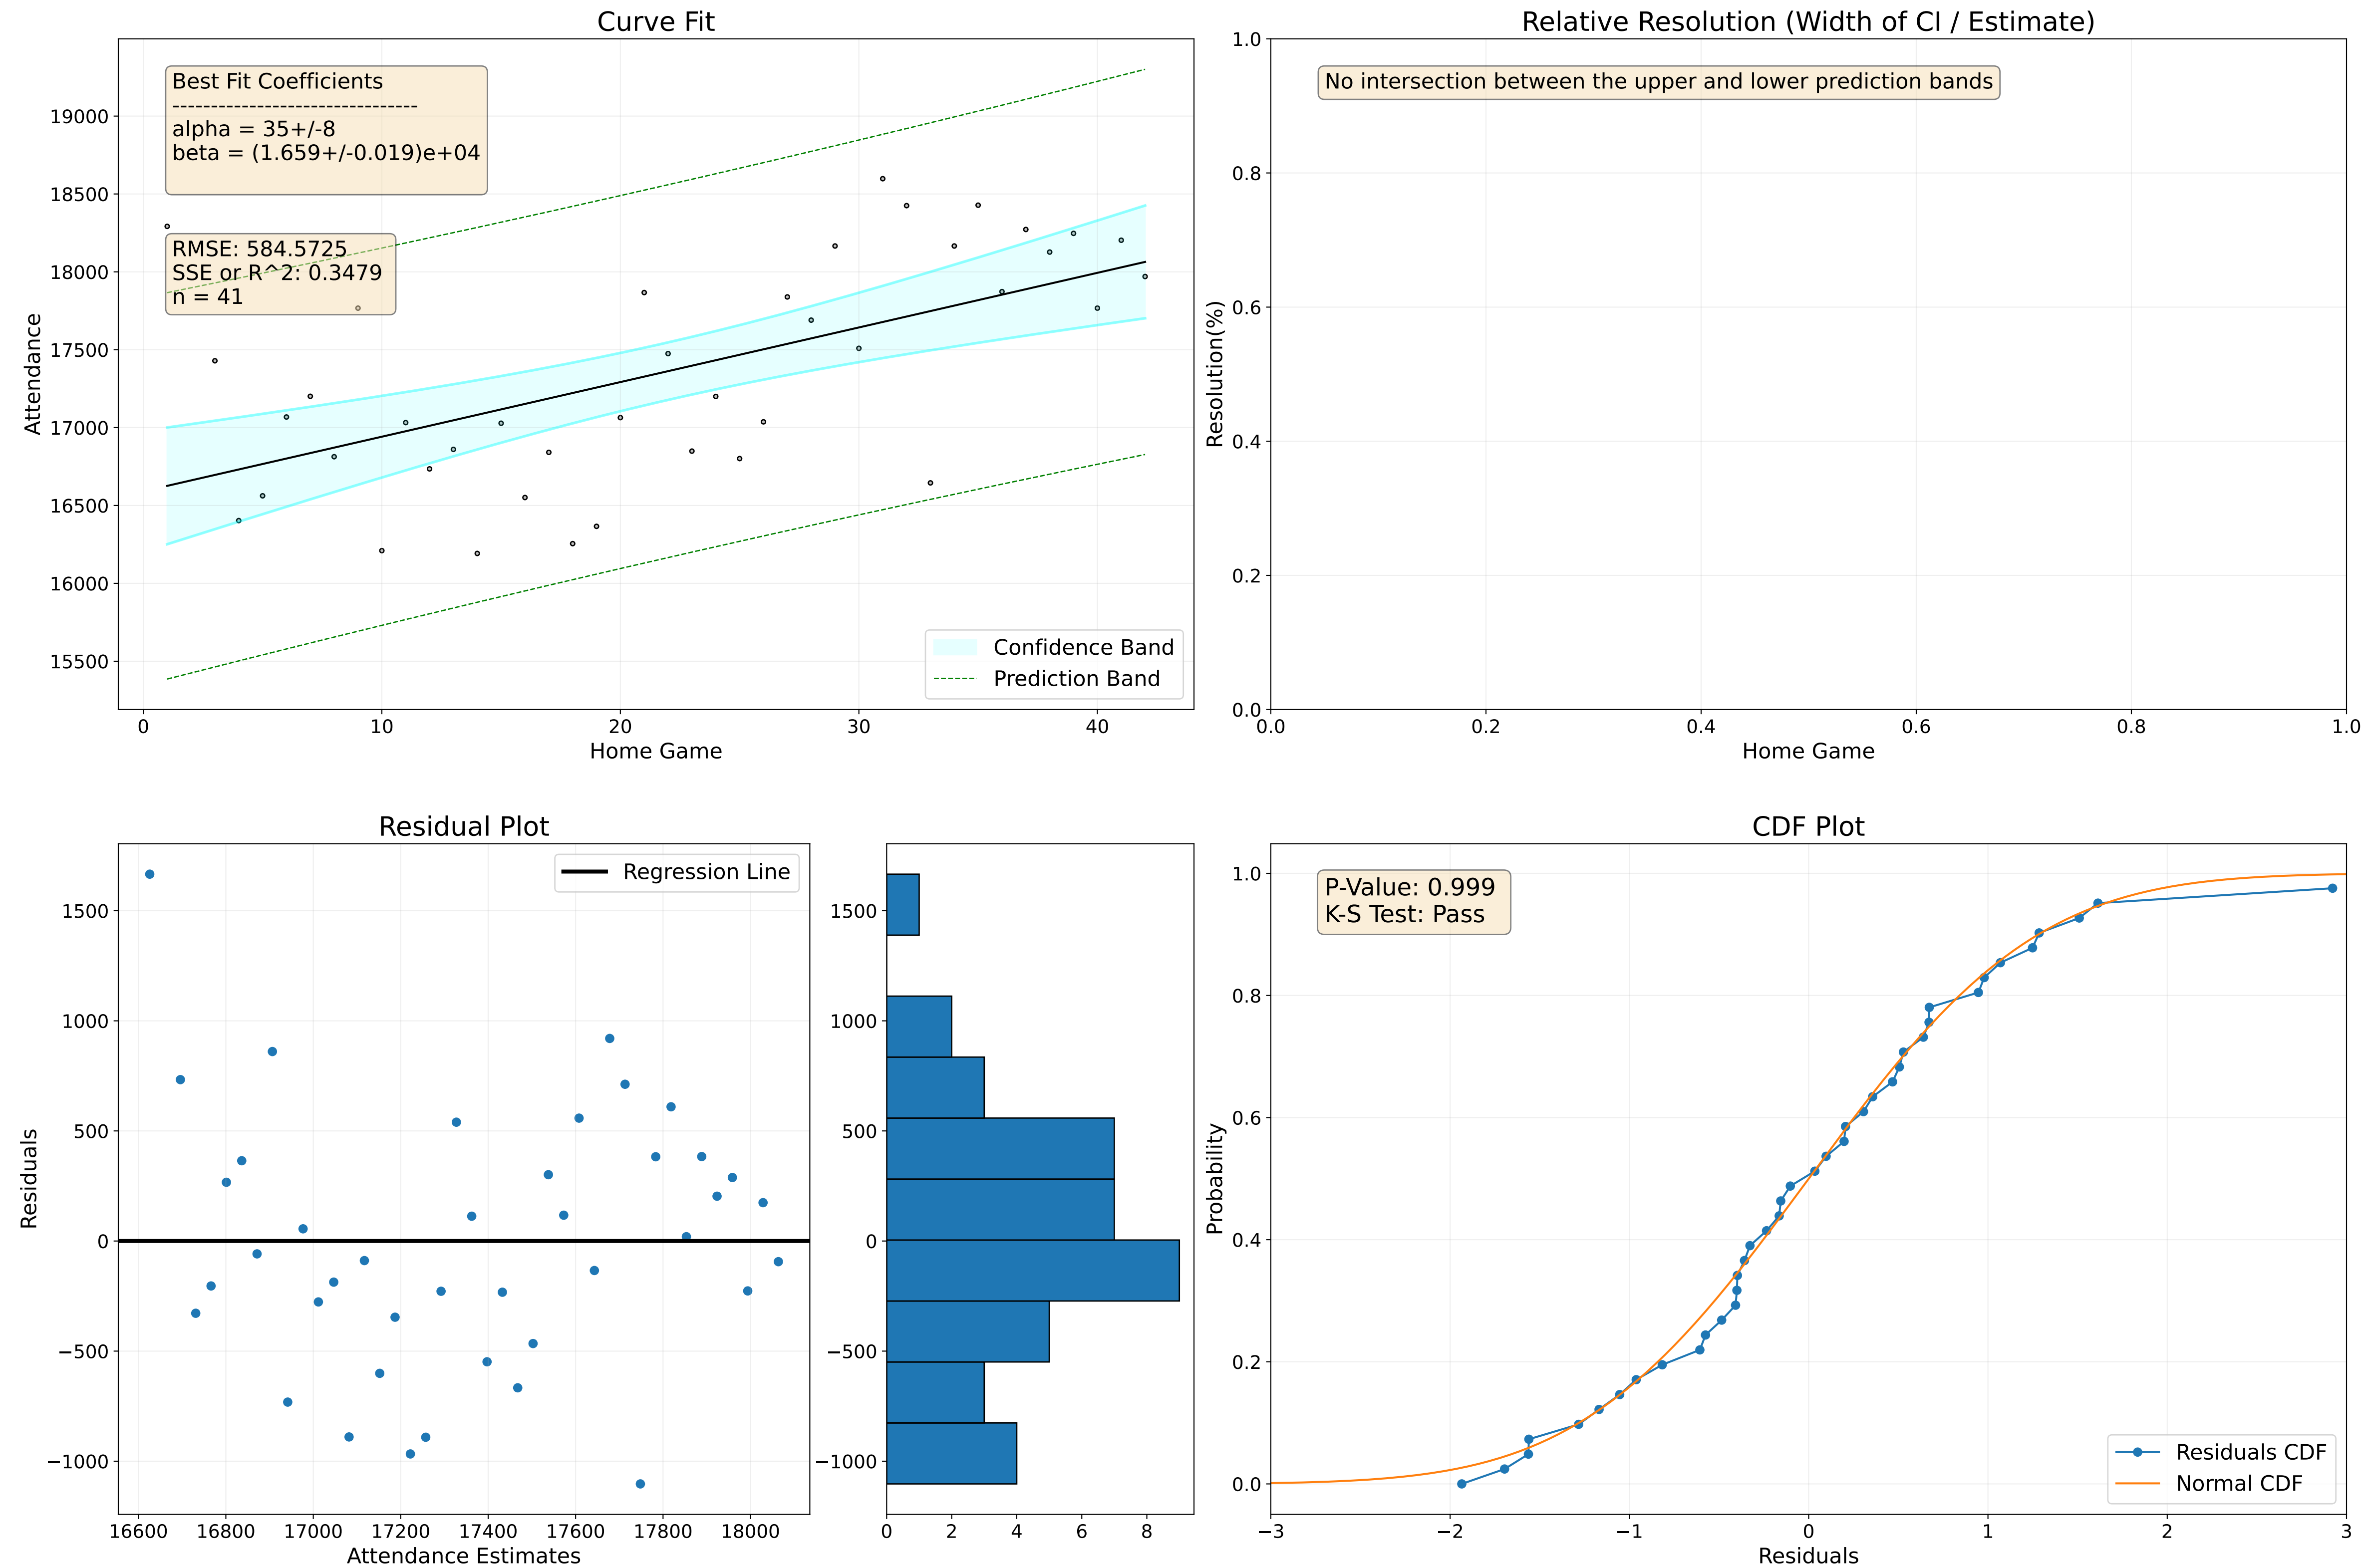 Curve Fit
Best Fit Coefficients
--------------------------------
alpha = 35+/-8
beta = (1.659+/-0.019)e+04
RMSE: 584.5725
SSE or R^2: 0.3479
n = 41
Attendance
19000
18500
18000
17500
17000
16500
16000
15500
Confidence Band
Prediction Band
0 10 20 30 40
Home Game
Relative Resolution (Width of CI / Estimate)
No intersection between the upper and lower prediction bands
Resolution(%)
1.0
0.8
0.6
0.4
0.2
0.0
0.0 0.2 0.4 0.6 0.8 1.0
Home Game
Residual Plot
Regression Line
Residuals
1500
1000
500
0
−500
−1000
16600 16800 17000 17200 17400 17600 17800 18000
Attendance Estimates
1500
1000
500
0
−500
−1000
0 2 4 6 8
CDF Plot
P-Value: 0.999
K-S Test: Pass
Probability
1.0
0.8
0.6
0.4
0.2
0.0
Residuals CDF
Normal CDF
−3 −2 −1 0 1 2 3
Residuals